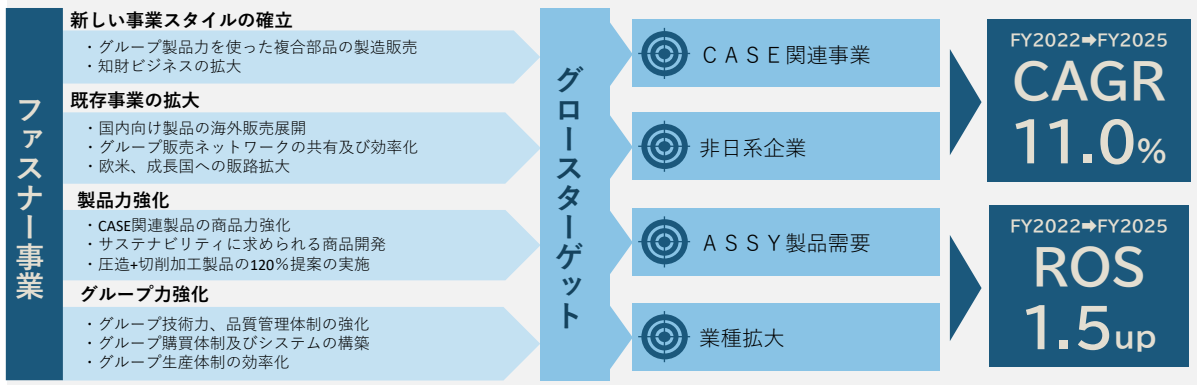 ファスナー事業
新しい事業スタイルの確立
・グループ製品力を使った複合部品の製造販売
・知財ビジネスの拡大
既存事業の拡大
・国内向け製品の海外販売展開
・グループ販売ネットワークの共有及び効率化
・欧米、成長国への販路拡大
製品力強化
・CASE関連製品の商品力強化
・サステナビリティに求められる商品開発
・圧造+切削加工製品の120%提案の実施
グループ力強化
・グループ技術力、品質管理体制の強化
・グループ購買体制及びシステムの構築
・グループ生産体制の効率化
グロースターゲット
ＣＡＳＥ関連事業
非日系企業
ＡＳＳＹ製品需要
業種拡大
FY2022➡FY2025
CAGR
11.0%
FY2022➡FY2025
ROS
1.5up